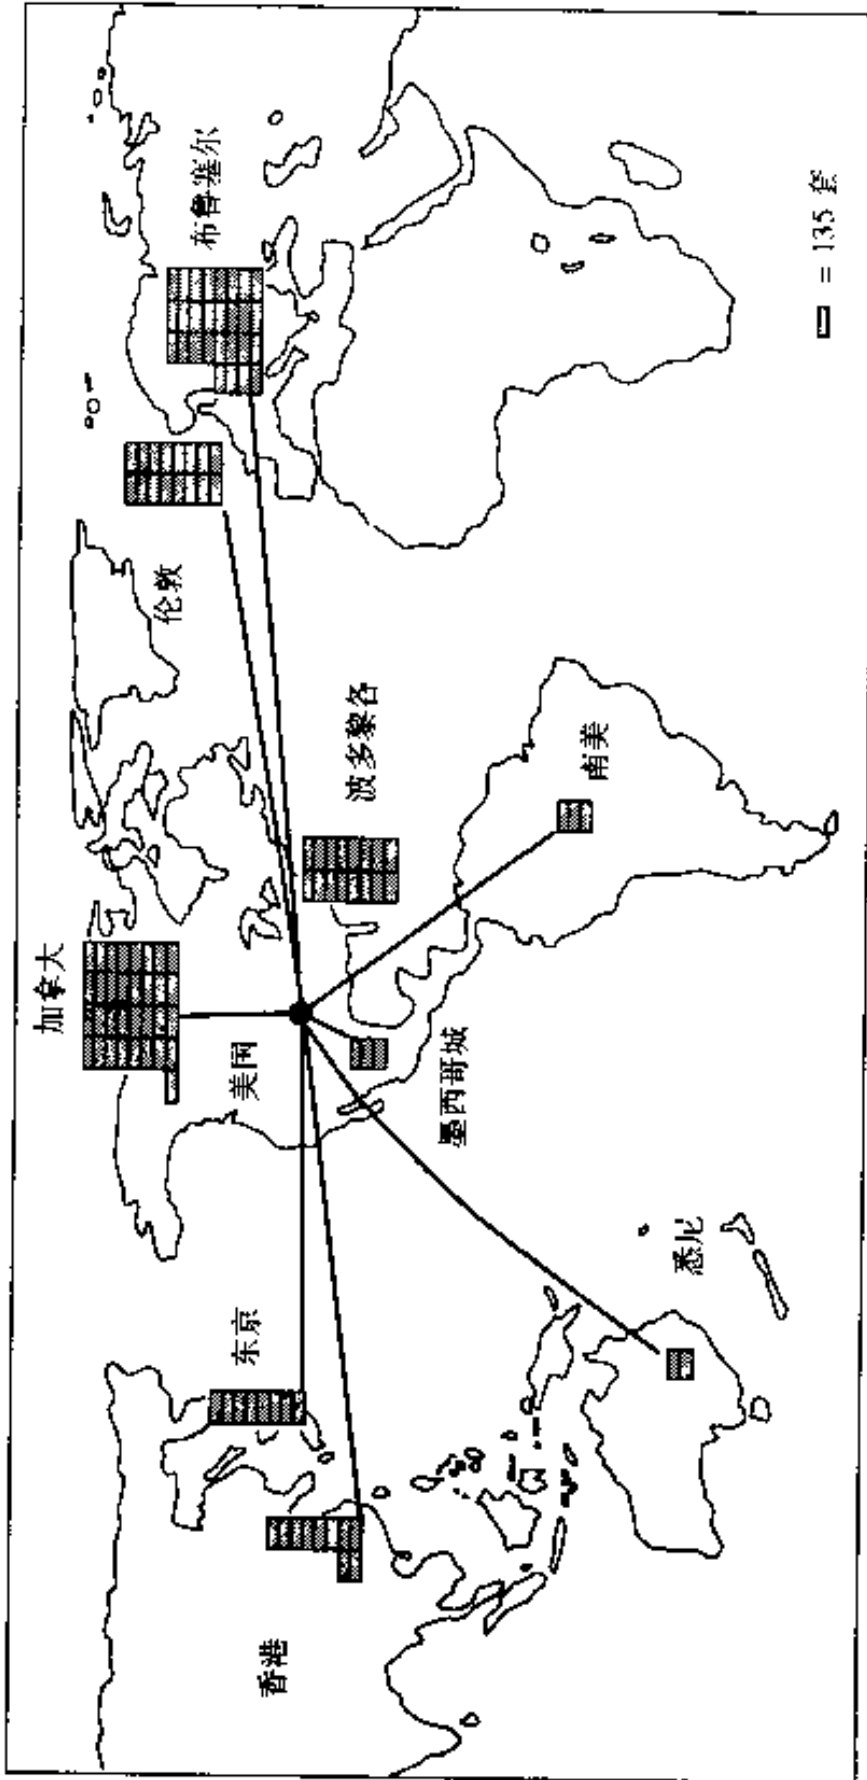 加拿大
布鲁塞尔
伦敦
美国
东京
香港
波多黎各
墨西哥城
南美
悉尼
= 135 套